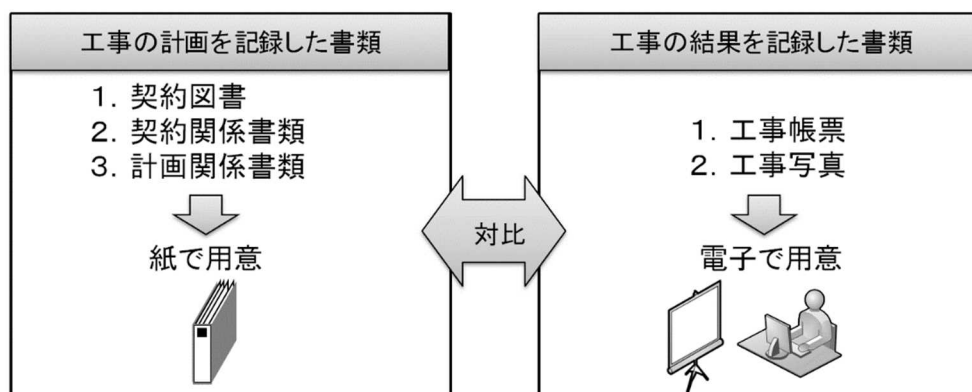 工事の計画を記録した書類
1. 契約図書
2. 契約関係書類
3. 計画関係書類
紙で用意
対比
工事の結果を記録した書類
1. 工事帳票
2. 工事写真
電子で用意